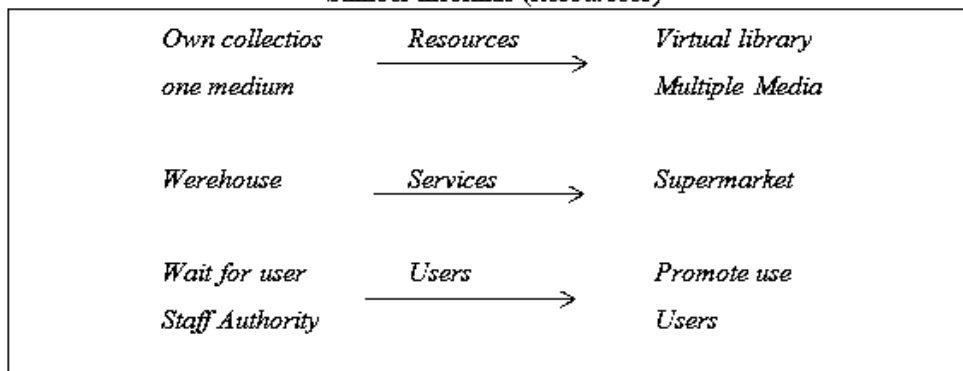 Own collectios Resources Virtual library
one medium Multiple Media
Werehouse Services Supermarket
Wait for user Users Promote use
Staff Authority Users